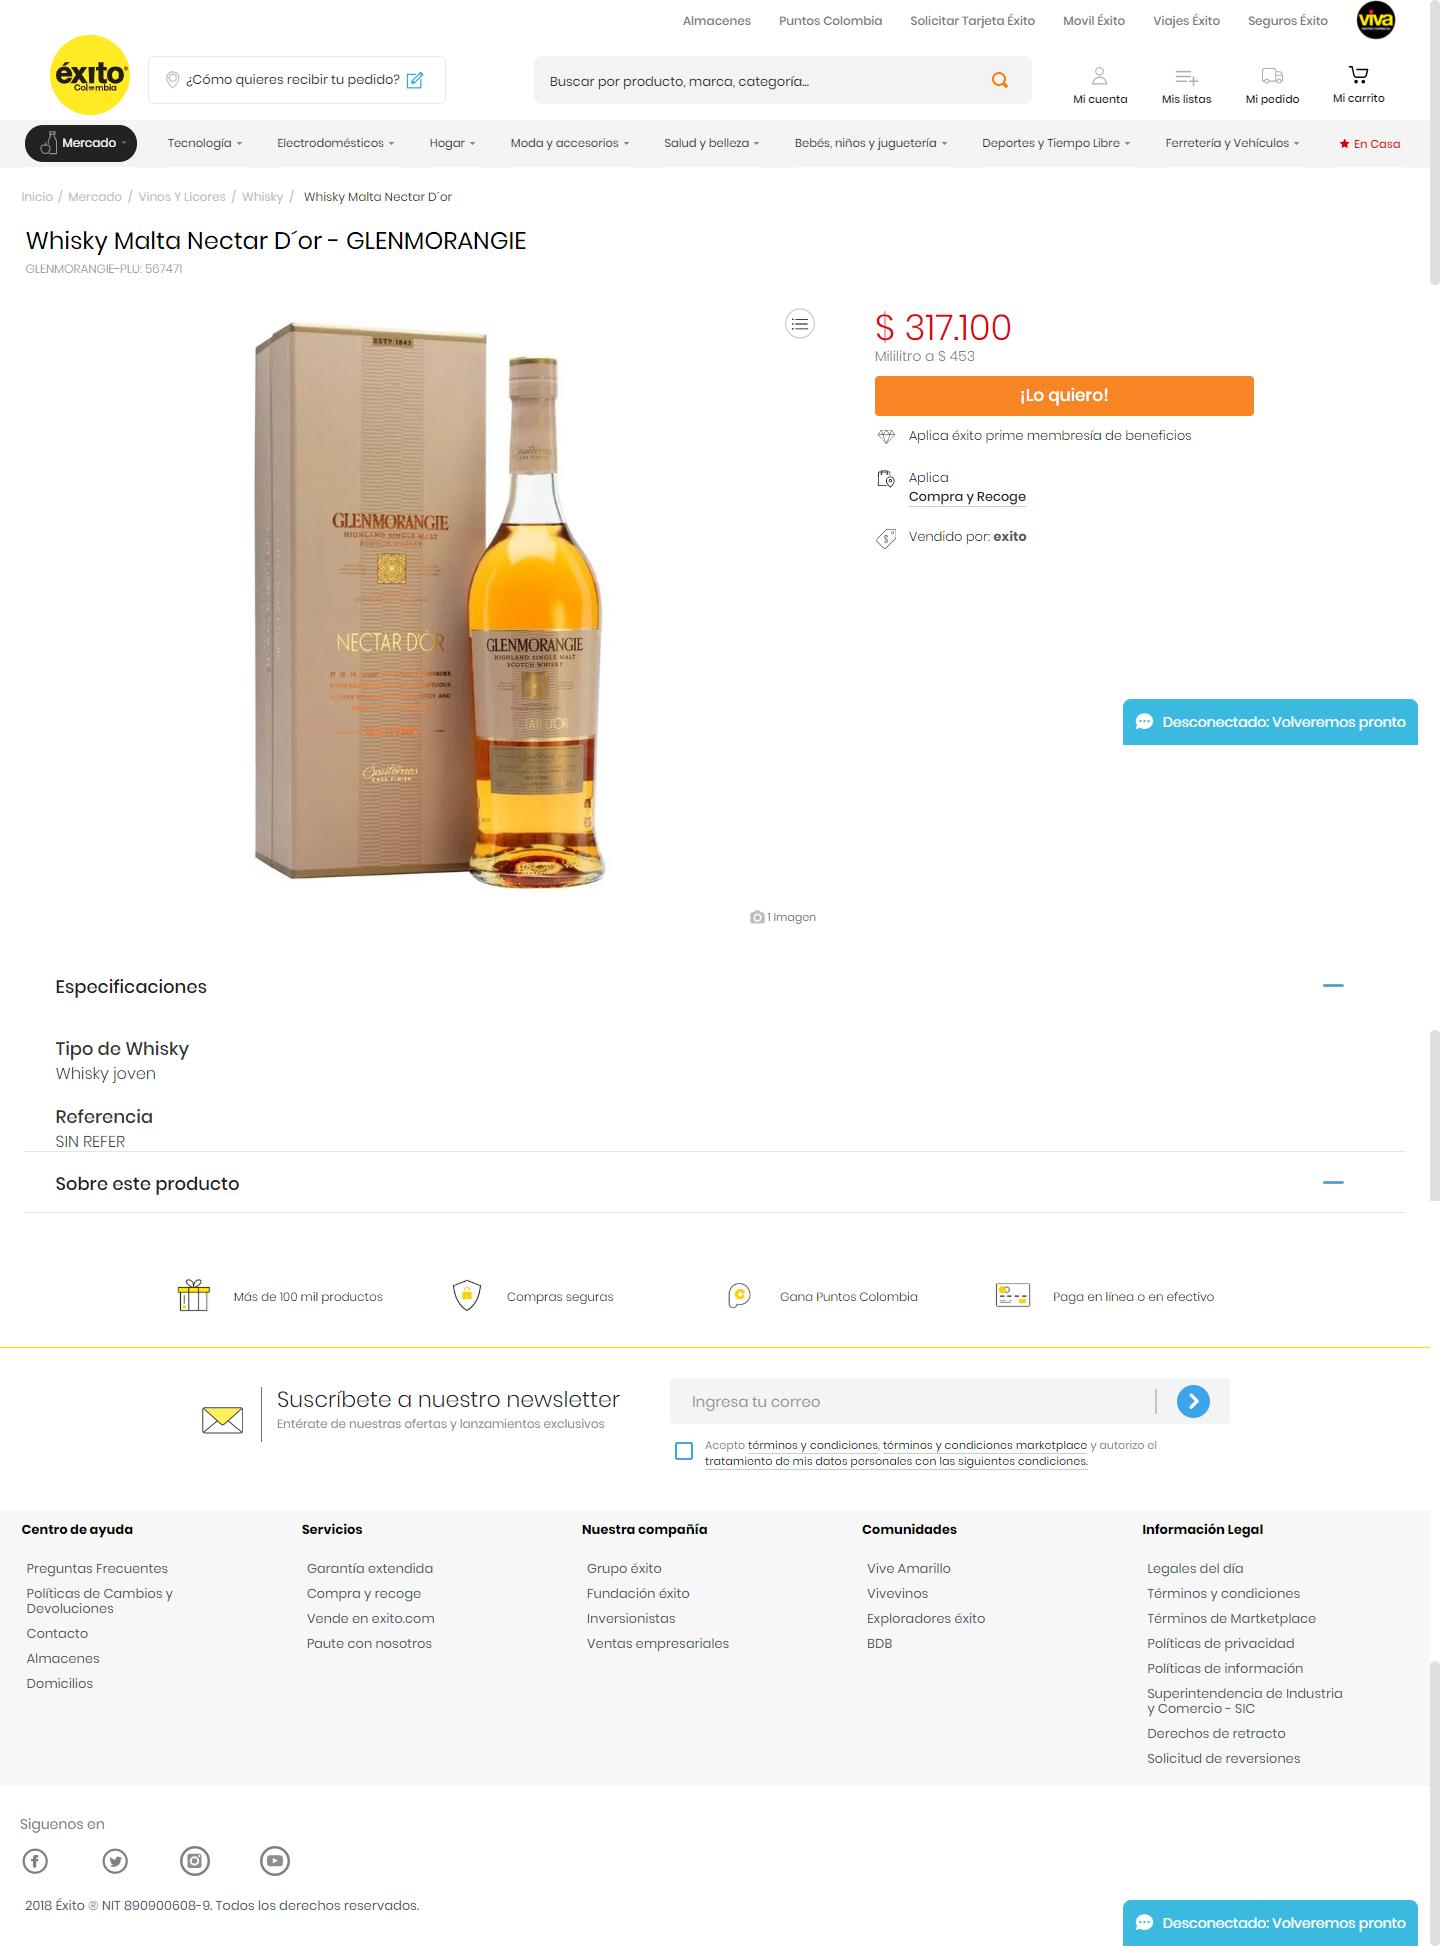 Almacenes
Puntos Colombia
Solicitar Tarjeta Éxito
Movil Éxito
Viajes Éxito
Seguros Éxito
viva
éxito
Colombia
¿Cómo quieres recibir tu pedido?
Buscar por producto, marca, categoría...
Mi cuenta
Mis listas
Mi pedido
Mi carrito
Mercado
Tecnología
Electrodomésticos
Hogar
Moda y accesorios
Salud y belleza
Bebés, niños y juguetería
Deportes y Tiempo Libre
Ferretería y Vehículos
En Casa
Inicio / Mercado / Vinos Y Licores / Whisky / Whisky Malta Nectar D´or
Whisky Malta Nectar D´or - GLENMORANGIE
GLENMORANGIE-PLU: 567471
ESTD 1843
GLENMORANGIE
HIGHLAND SINGLE MALT
SCOTCH WHISKY
NECTAR D'ÒR
Sauternes
CASK FINISH
Sauternes
CASK FINISH
GLENMORANGIE
HIGHLAND SINGLE MALT
SCOTCH WHISKY
TAR D'ÒR
1 Imagen
$ 317.100
Mililitro a $ 453
¡Lo quiero!
Aplica éxito prime membresía de beneficios
Aplica
Compra y Recoge
Vendido por: exito
Desconectado: Volveremos pronto
Especificaciones
Tipo de Whisky
Whisky joven
Referencia
SIN REFER
Sobre este producto
Más de 100 mil productos
Compras seguras
Gana Puntos Colombia
Paga en línea o en efectivo
Suscríbete a nuestro newsletter
Entérate de nuestras ofertas y lanzamientos exclusivos
Ingresa tu correo
Acepto términos y condiciones, términos y condiciones marketplace y autorizo el
tratamiento de mis datos personales con las siguientes condiciones.
Centro de ayuda
Preguntas Frecuentes
Políticas de Cambios y
Devoluciones
Contacto
Almacenes
Domicilios
Servicios
Garantía extendida
Compra y recoge
Vende en exito.com
Paute con nosotros
Nuestra compañía
Grupo éxito
Fundación éxito
Inversionistas
Ventas empresariales
Comunidades
Vive Amarillo
Vivevinos
Exploradores éxito
BDB
Información Legal
Legales del día
Términos y condiciones
Términos de Martketplace
Políticas de privacidad
Políticas de información
Superintendencia de Industria
y Comercio - SIC
Derechos de retracto
Solicitud de reversiones
Siguenos en
2018 Éxito ® NIT 890900608-9. Todos los derechos reservados.
Desconectado: Volveremos pronto